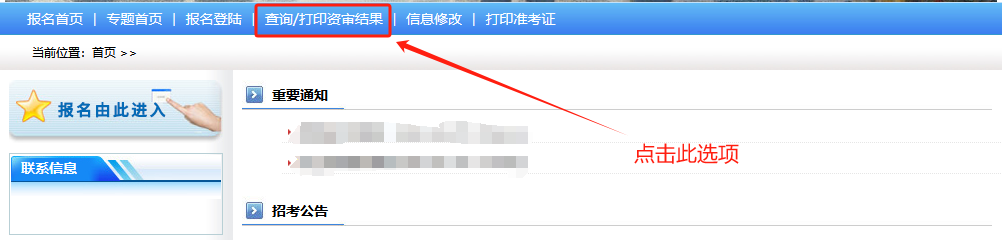 报名首页 | 专题首页 | 报名登陆 | 查询/打印资审结果 | 信息修改 | 打印准考证
当前位置：首页 >>
报名由此进入
重要通知
点击此选项
联系信息
招考公告